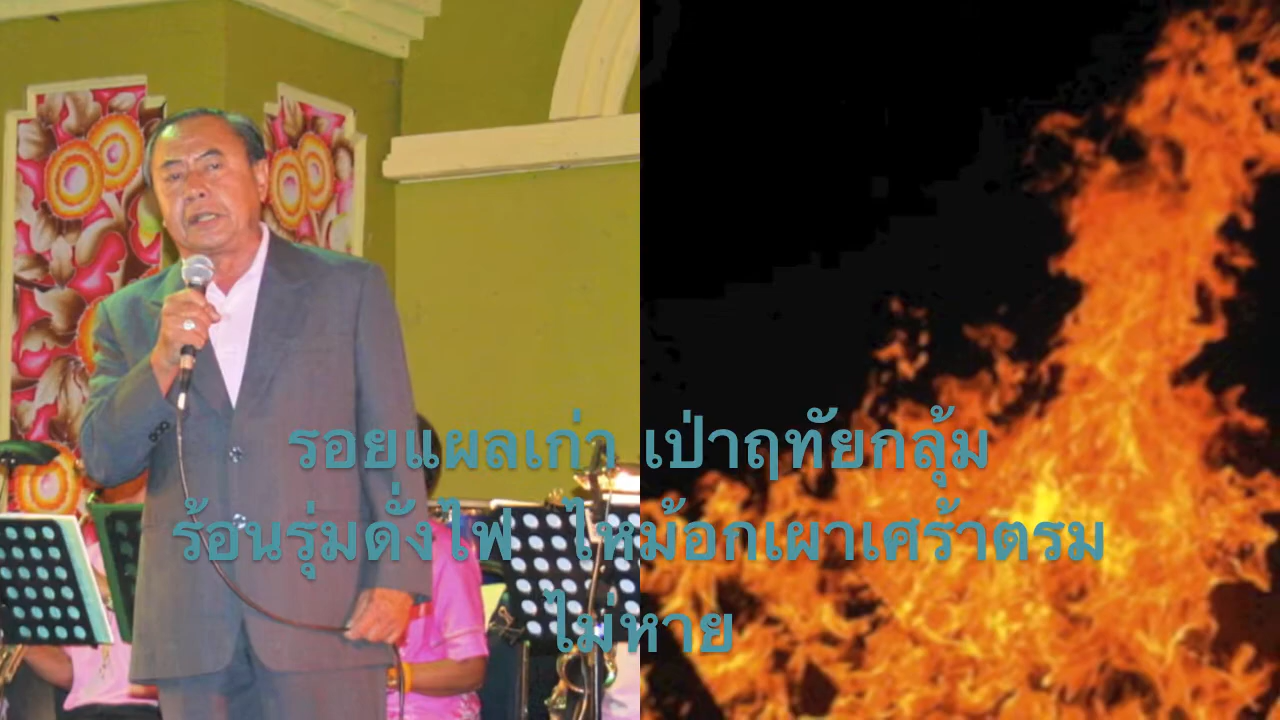 รอยแผลเก่า เป่าฤทัยกลุ้ม
ร้อนรุ่มดั่งไฟ ไหม้อกเผาเศร้าตรม
ไม่หาย